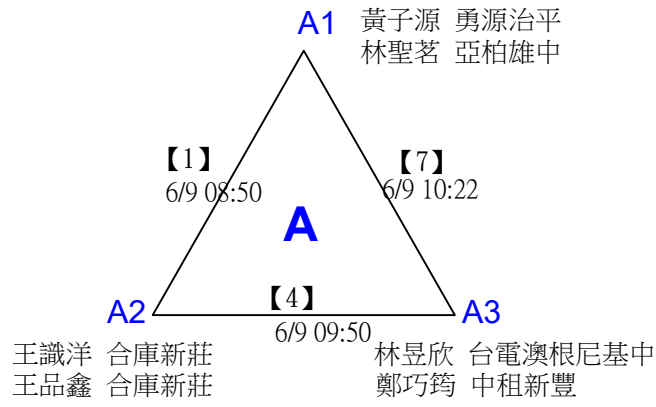 A1 黃子源 勇源治平
林聖茗 亞柏雄中
【1】
6/9 08:50
【7】
6/9 10:22
A
【4】
6/9 09:50
A2
A3
王識洋 合庫新莊
王品鑫 合庫新莊
林昱欣 台電澳根尼基中
鄭巧筠 中租新豐